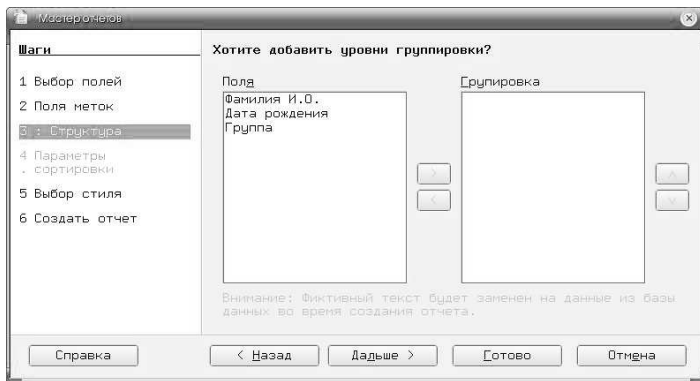 Мастер отчетов
Шаги
1 Выбор полей
2 Поля меток
3 : Структура
4 Параметры
. сортировки
5 Выбор стиля
6 Создать отчет
Хотите добавить уровни группировки?
Поля
Групировка
Фамилия И.О.
Дата рождения
Группа
>
<
^
v
Внимание: Фиктивный текст будет заменен на данные из базы
данных во время создания отчета.
Справка
< Назад
Дальше >
Готово
Отмена